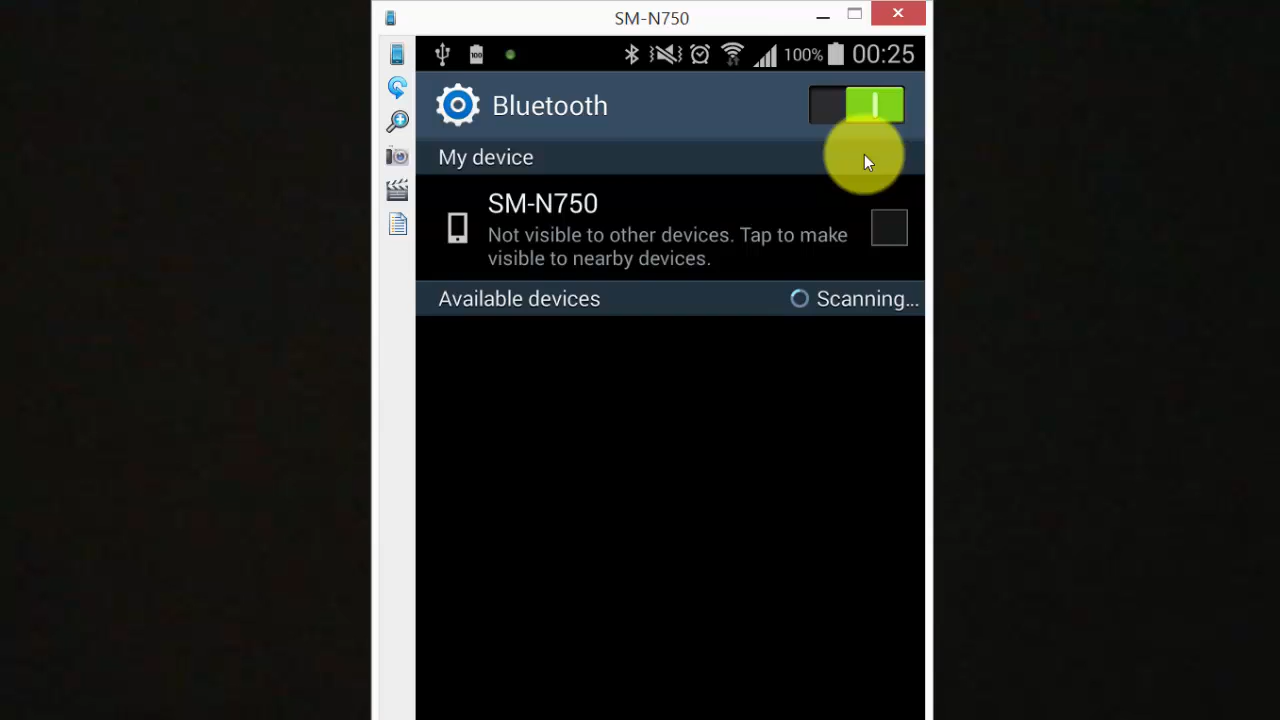 SM-N750
100 100% 00:25
Bluetooth
My device
SM-N750
Not visible to other devices. Tap to make
visible to nearby devices.
Available devices Scanning...